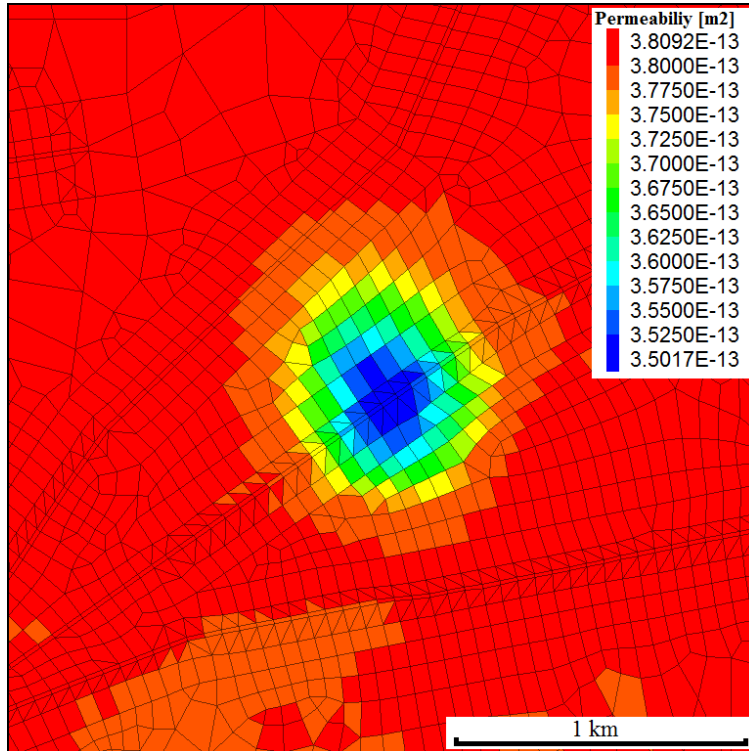 Permeabiliy [m2]
3.8092E-13
3.8000E-13
3.7750E-13
3.7500E-13
3.7250E-13
3.7000E-13
3.6750E-13
3.6500E-13
3.6250E-13
3.6000E-13
3.5750E-13
3.5500E-13
3.5250E-13
3.5017E-13
1 km